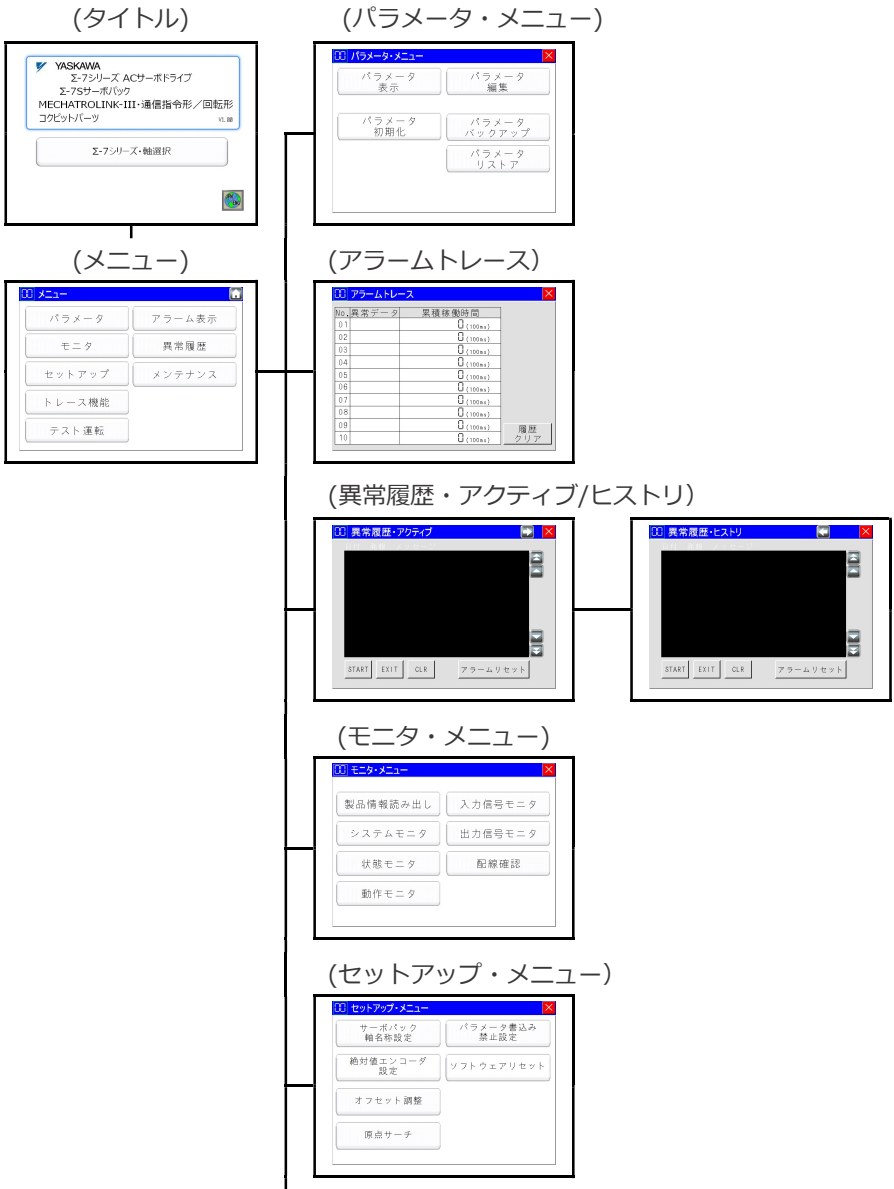 (タイトル)
YASKAWA
Σ-7シリーズ ACサーボドライブ
Σ-7Sサーボパック
MECHATROLINK-III・通信指令形／回転形
コクピットパーツ
Σ-7シリーズ・軸選択
(メニュー)
メニュー
パラメータ アラーム表示
モニタ 異常履歴
セットアップ メンテナンス
トレース機能
テスト運転
(パラメータ・メニュー)
パラメータ・メニュー
パラメータ
表示
パラメータ
編集
パラメータ
初期化
パラメータ
バックアップ
パラメータ
リストア
(アラームトレース)
アラームトレース
No. 異常データ 累積稼働時間
01 0 (100ms)
02 0 (100ms)
03 0 (100ms)
04 0 (100ms)
05 0 (100ms)
06 0 (100ms)
07 0 (100ms)
08 0 (100ms)
09 0 (100ms)
10 0 (100ms)
履歴
クリア
(異常履歴・アクティブ/ヒストリ)
異常履歴・アクティブ
START EXIT CLR アラームリセット
異常履歴・ヒストリ
START EXIT CLR アラームリセット
(モニタ・メニュー)
モニタ・メニュー
製品情報読み出し 入力信号モニタ
システムモニタ 出力信号モニタ
状態モニタ 配線確認
動作モニタ
(セットアップ・メニュー)
セットアップ・メニュー
サーボパック
軸名称設定
パラメータ書込み
禁止設定
絶対値エンコーダ
設定
ソフトウェアリセット
オフセット調整
原点サーチ